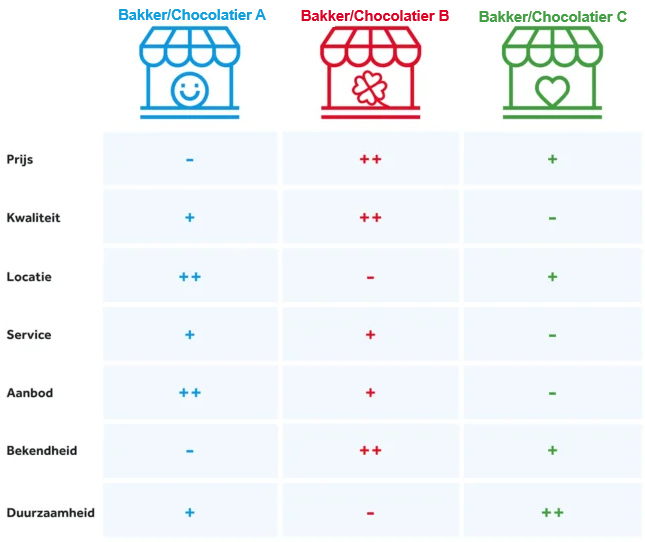 Bakker/Chocolatier A Bakker/Chocolatier B Bakker/Chocolatier C
Prijs - ++ +
Kwaliteit + ++ -
Locatie ++ - +
Service + + -
Aanbod ++ + -
Bekendheid - ++ +
Duurzaamheid + - ++